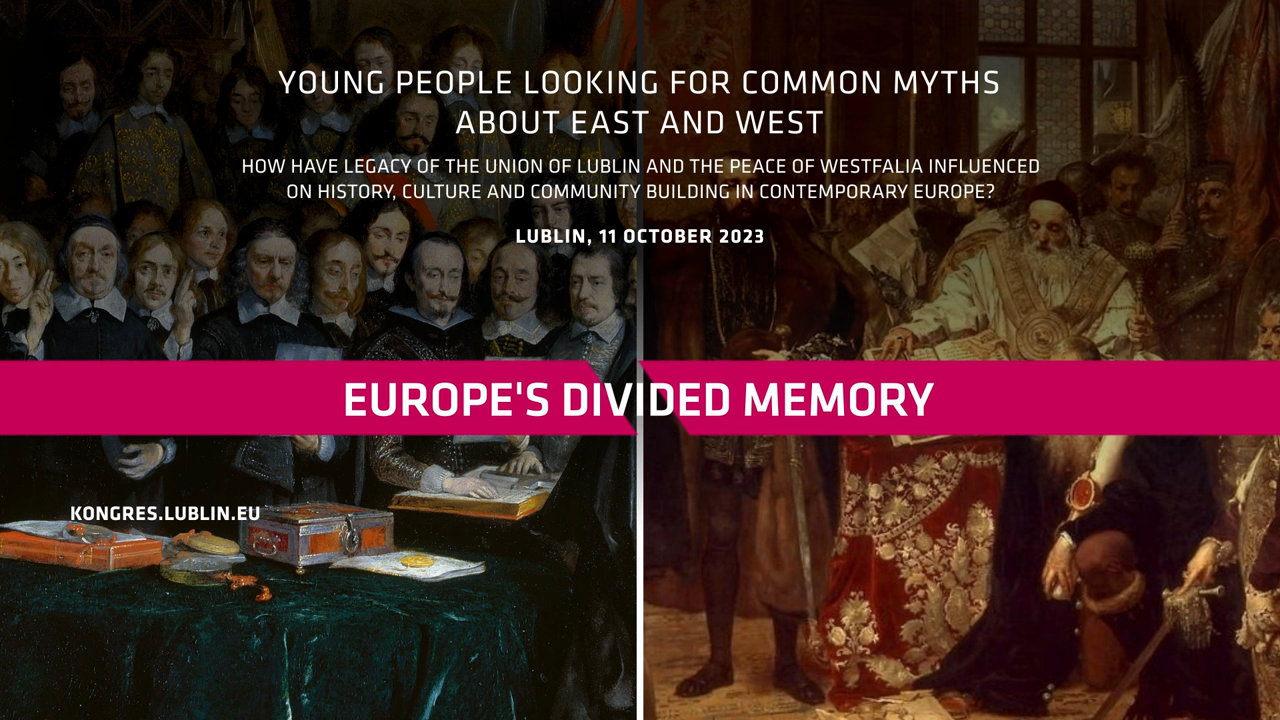 YOUNG PEOPLE LOOKING FOR COMMON MYTHS
ABOUT EAST AND WEST
HOW HAVE LEGACY OF THE UNION OF LUBLIN AND THE PEACE OF WESTFALIA INFLUENCED
ON HISTORY, CULTURE AND COMMUNITY BUILDING IN CONTEMPORARY EUROPE?
LUBLIN, 11 OCTOBER 2023
EUROPE'S DIVIDED MEMORY
KONGRES.LUBLIN.EU